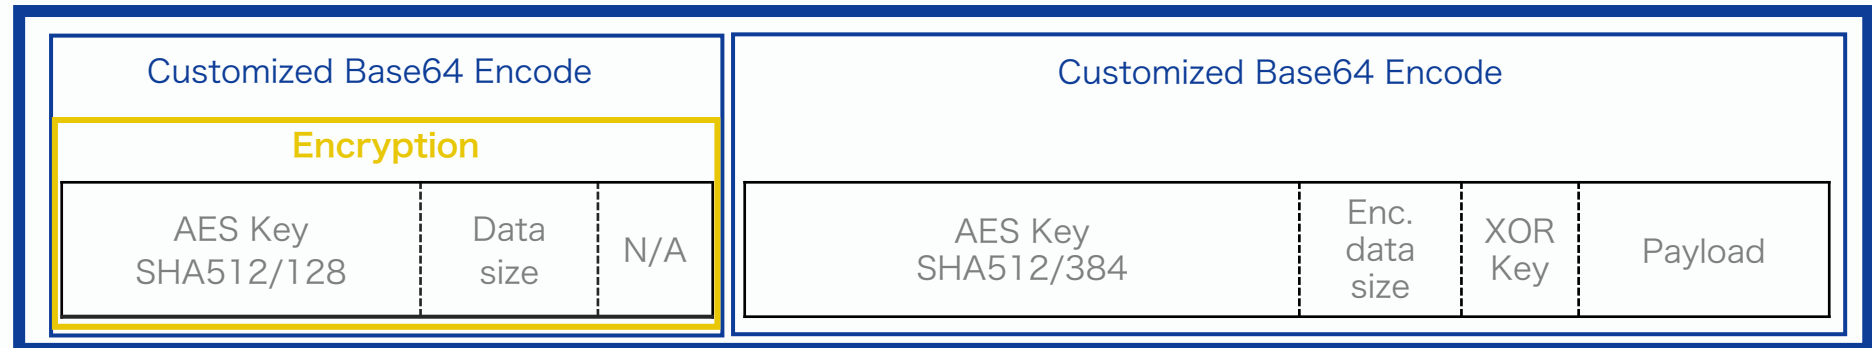 Customized Base64 Encode
Encryption
AES Key
SHA512/128
Data
size
N/A
Customized Base64 Encode
AES Key
SHA512/384
Enc.
data
size
XOR
Key
Payload